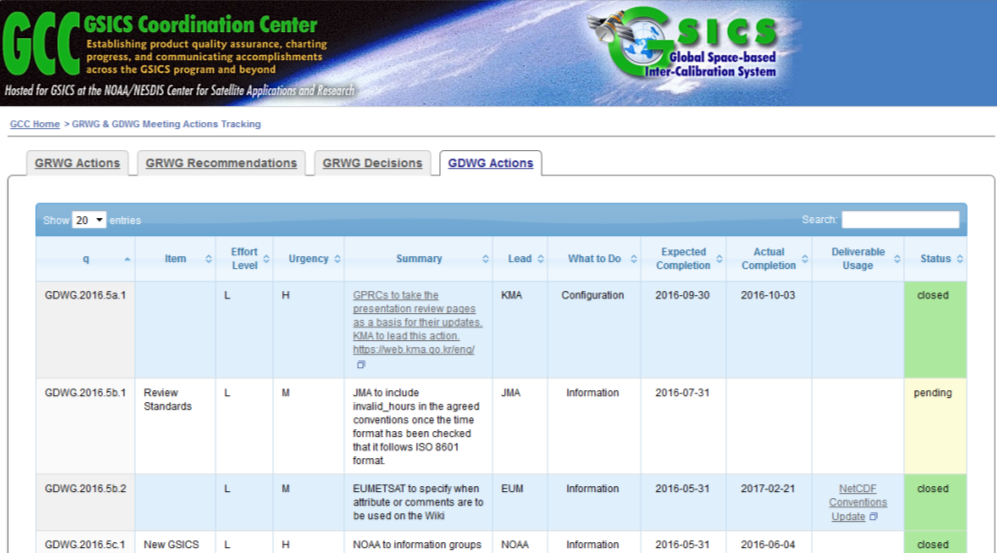 GCC
GSICS Coordination Center
Establishing product quality assurance, charting
progress, and communicating accomplishments
across the GSICS program and beyond
Hosted for GSICS at the NOAA/NESDIS Center for Satellite Applications and Research
GSICS
Global Space-based
Inter-Calibration System
GCC Home > GRWG & GDWG Meeting Actions Tracking
GRWG Actions
GRWG Recommendations
GRWG Decisions
GDWG Actions
Show 20 entries
Search:
q
Item
Effort
Level
Urgency
Summary
Lead
What to Do
Expected
Completion
Actual
Completion
Deliverable
Usage
Status
GDWG.2016.5a.1
L
H
GPRCs to take the
presentation review pages
as a basis for their updates.
KMA to lead this action.
https://web.kma.go.kr/eng/
KMA
Configuration
2016-09-30
2016-10-03
closed
GDWG.2016.5b.1
Review
Standards
L
M
JMA to include
invalid_hours in the agreed
conventions once the time
format has been checked
that it follows ISO 8601
format.
JMA
Information
2016-07-31
pending
GDWG.2016.5b.2
L
M
EUMETSAT to specify when
attribute or comments are to
be used on the Wiki
EUM
Information
2016-05-31
2017-02-21
NetCDF
Conventions
Update
closed
GDWG.2016.5c.1
New GSICS
L
H
NOAA to information groups
NOAA
Information
2016-05-31
2016-06-04
closed